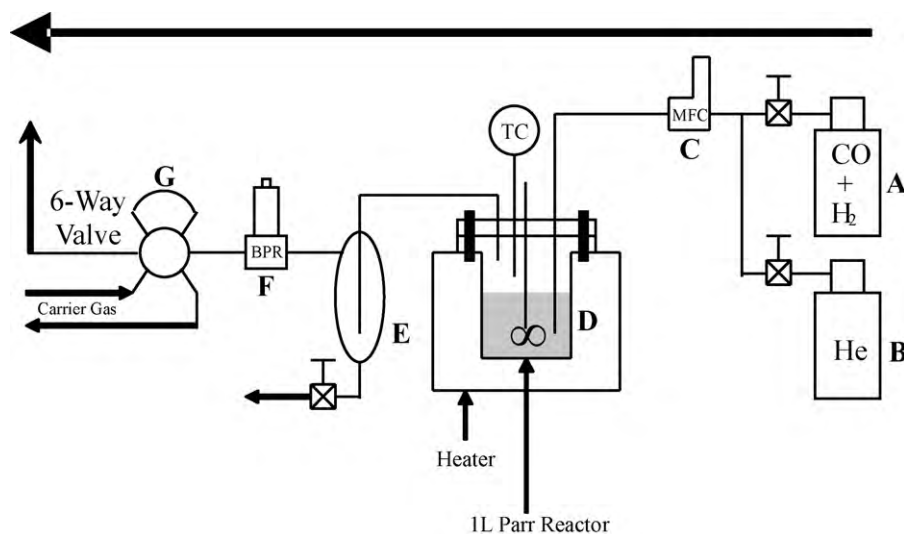 G
6-Way
Valve
Carrier Gas
BPR
F
E
TC
D
MFC
C
CO
+
H₂
A
He
B
Heater
1L Parr Reactor